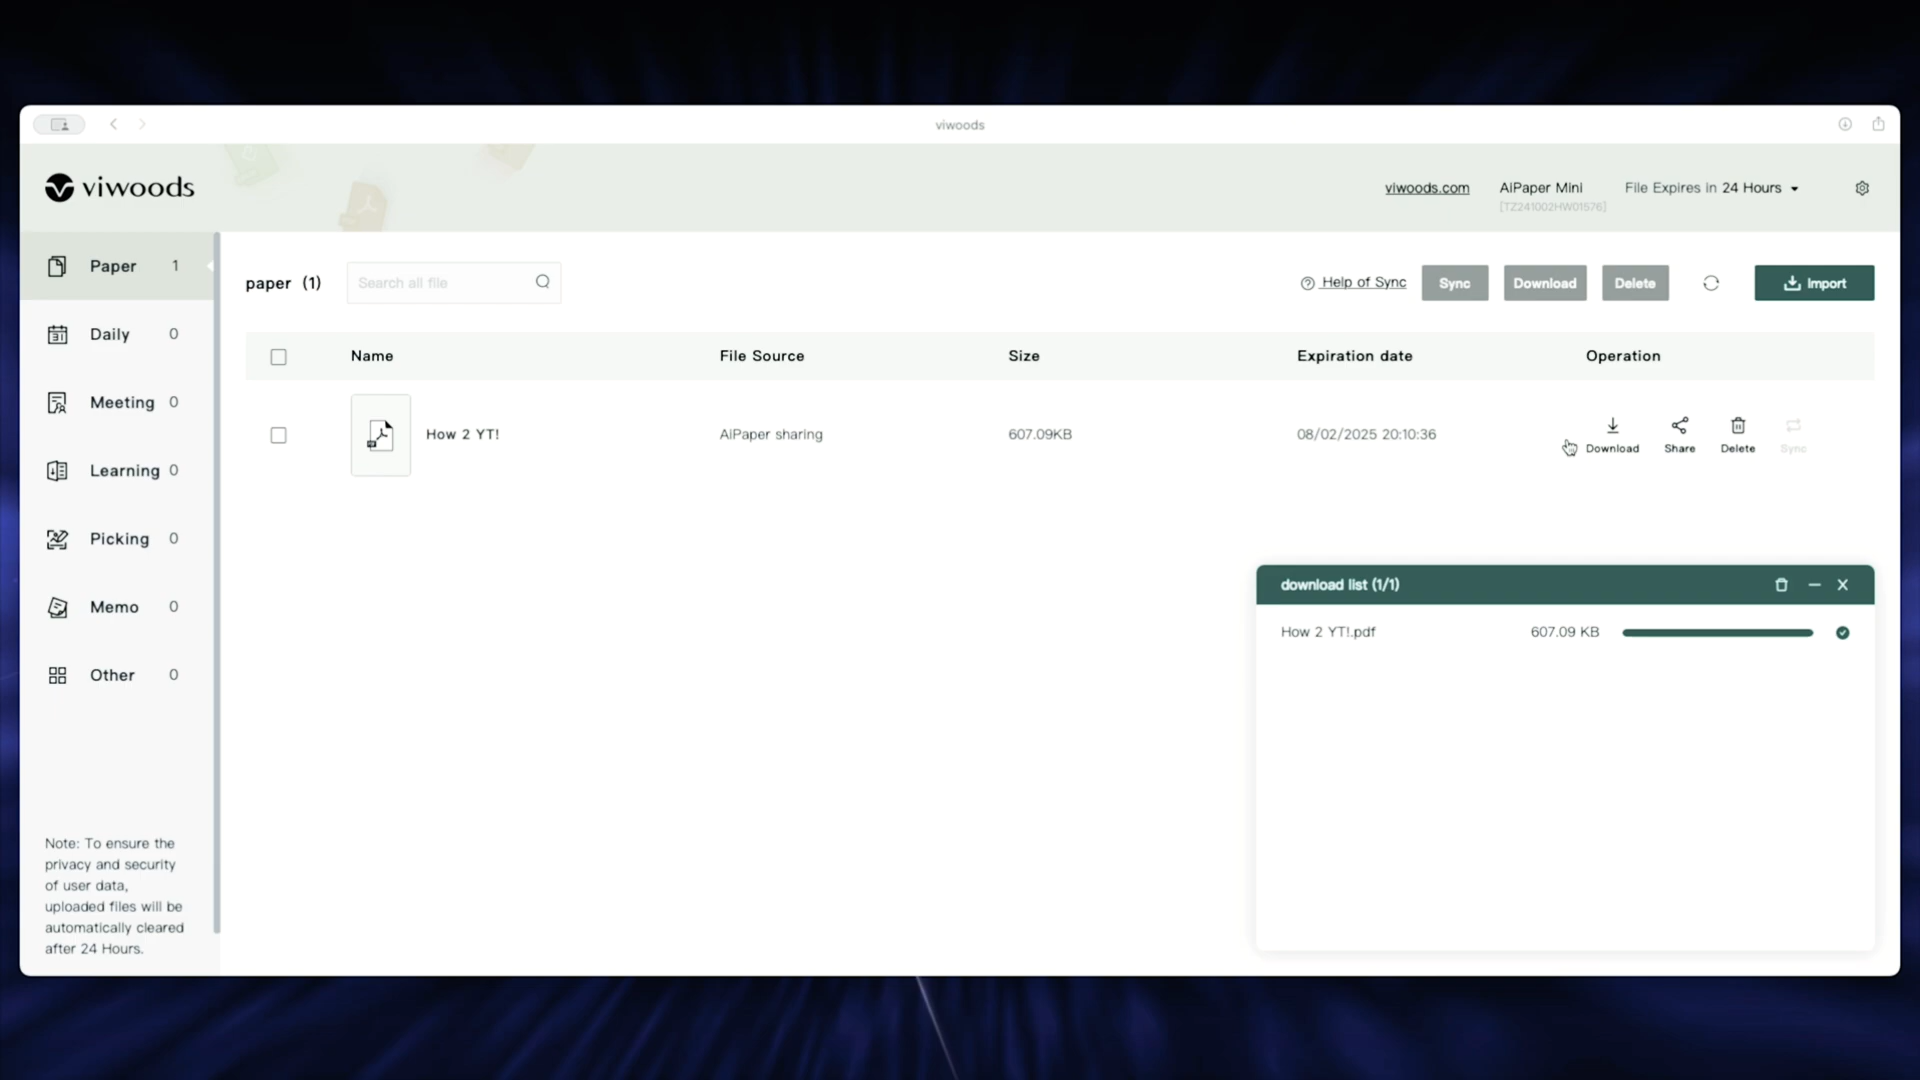 viwoods
viwoods
viwoods.com
AiPaper Mini
[TZ241002HW01576]
File Expires in 24 Hours
Paper 1
Daily 0
Meeting 0
Learning 0
Picking 0
Memo 0
Other 0
Note: To ensure the
privacy and security
of user data,
uploaded files will be
automatically cleared
after 24 Hours.
paper (1)
Search all file
Help of Sync
Sync
Download
Delete
Import
Name File Source Size Expiration date Operation
How 2 YT! AiPaper sharing 607.09KB 08/02/2025 20:10:36
Download Share Delete Sync
download list (1/1)
How 2 YT!.pdf 607.09 KB